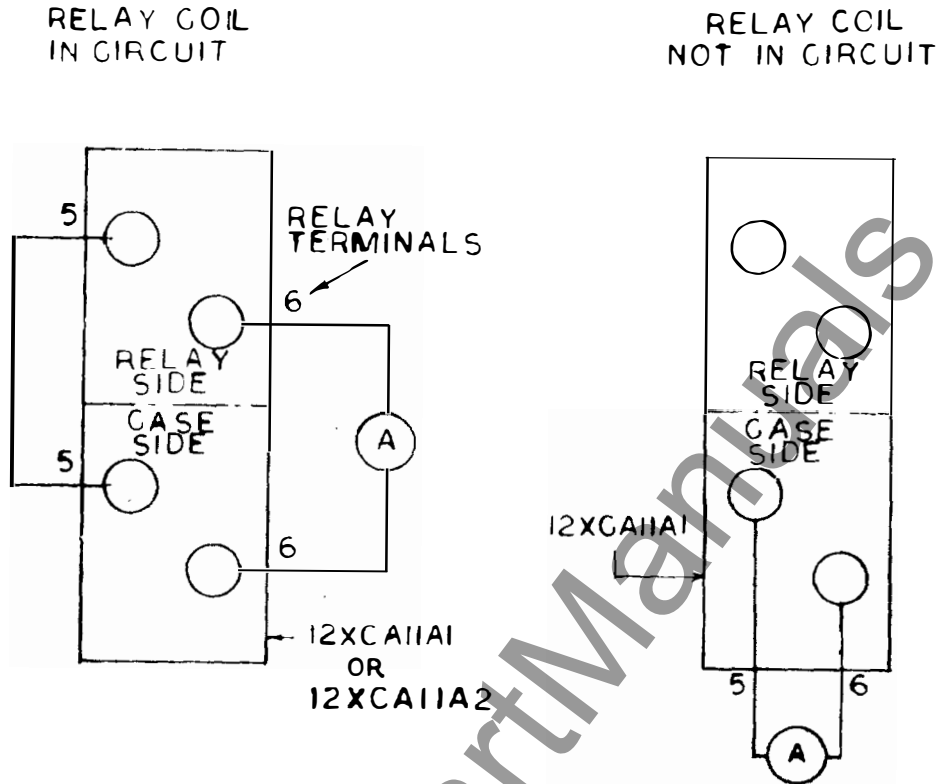 RELAY COIL
IN CIRCUIT
5
RELAY
TERMINALS
6
RELAY
SIDE
CASE
SIDE
5
A
6
12XCA11A1
OR
12XCA11A2
RELAY COIL
NOT IN CIRCUIT
RELAY
SIDE
CASE
SIDE
12XCA11A1
5
6
A